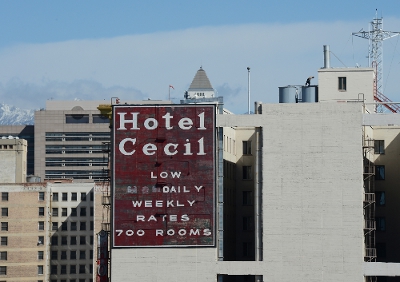 Hotel
Cecil
LOW
DAILY
WEEKLY
RATES
700 ROOMS